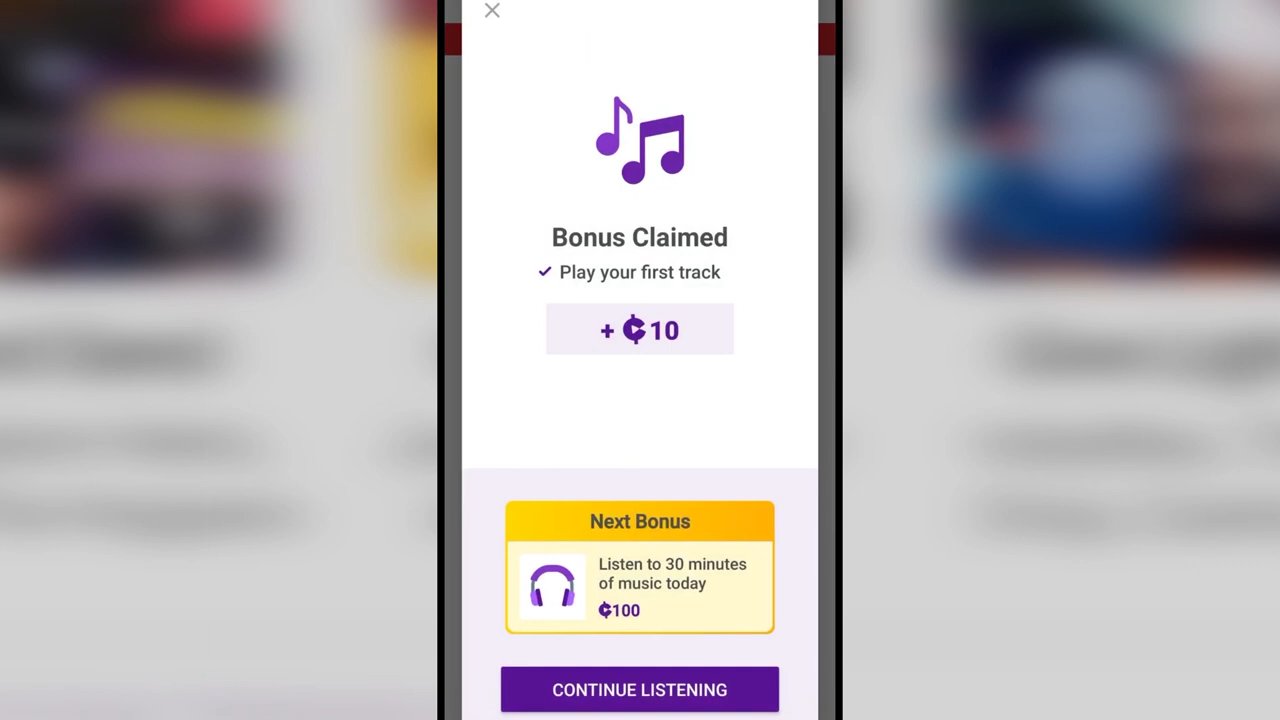 Bonus Claimed
Play your first track
+ ₵10
Next Bonus
Listen to 30 minutes
of music today
₵100
CONTINUE LISTENING